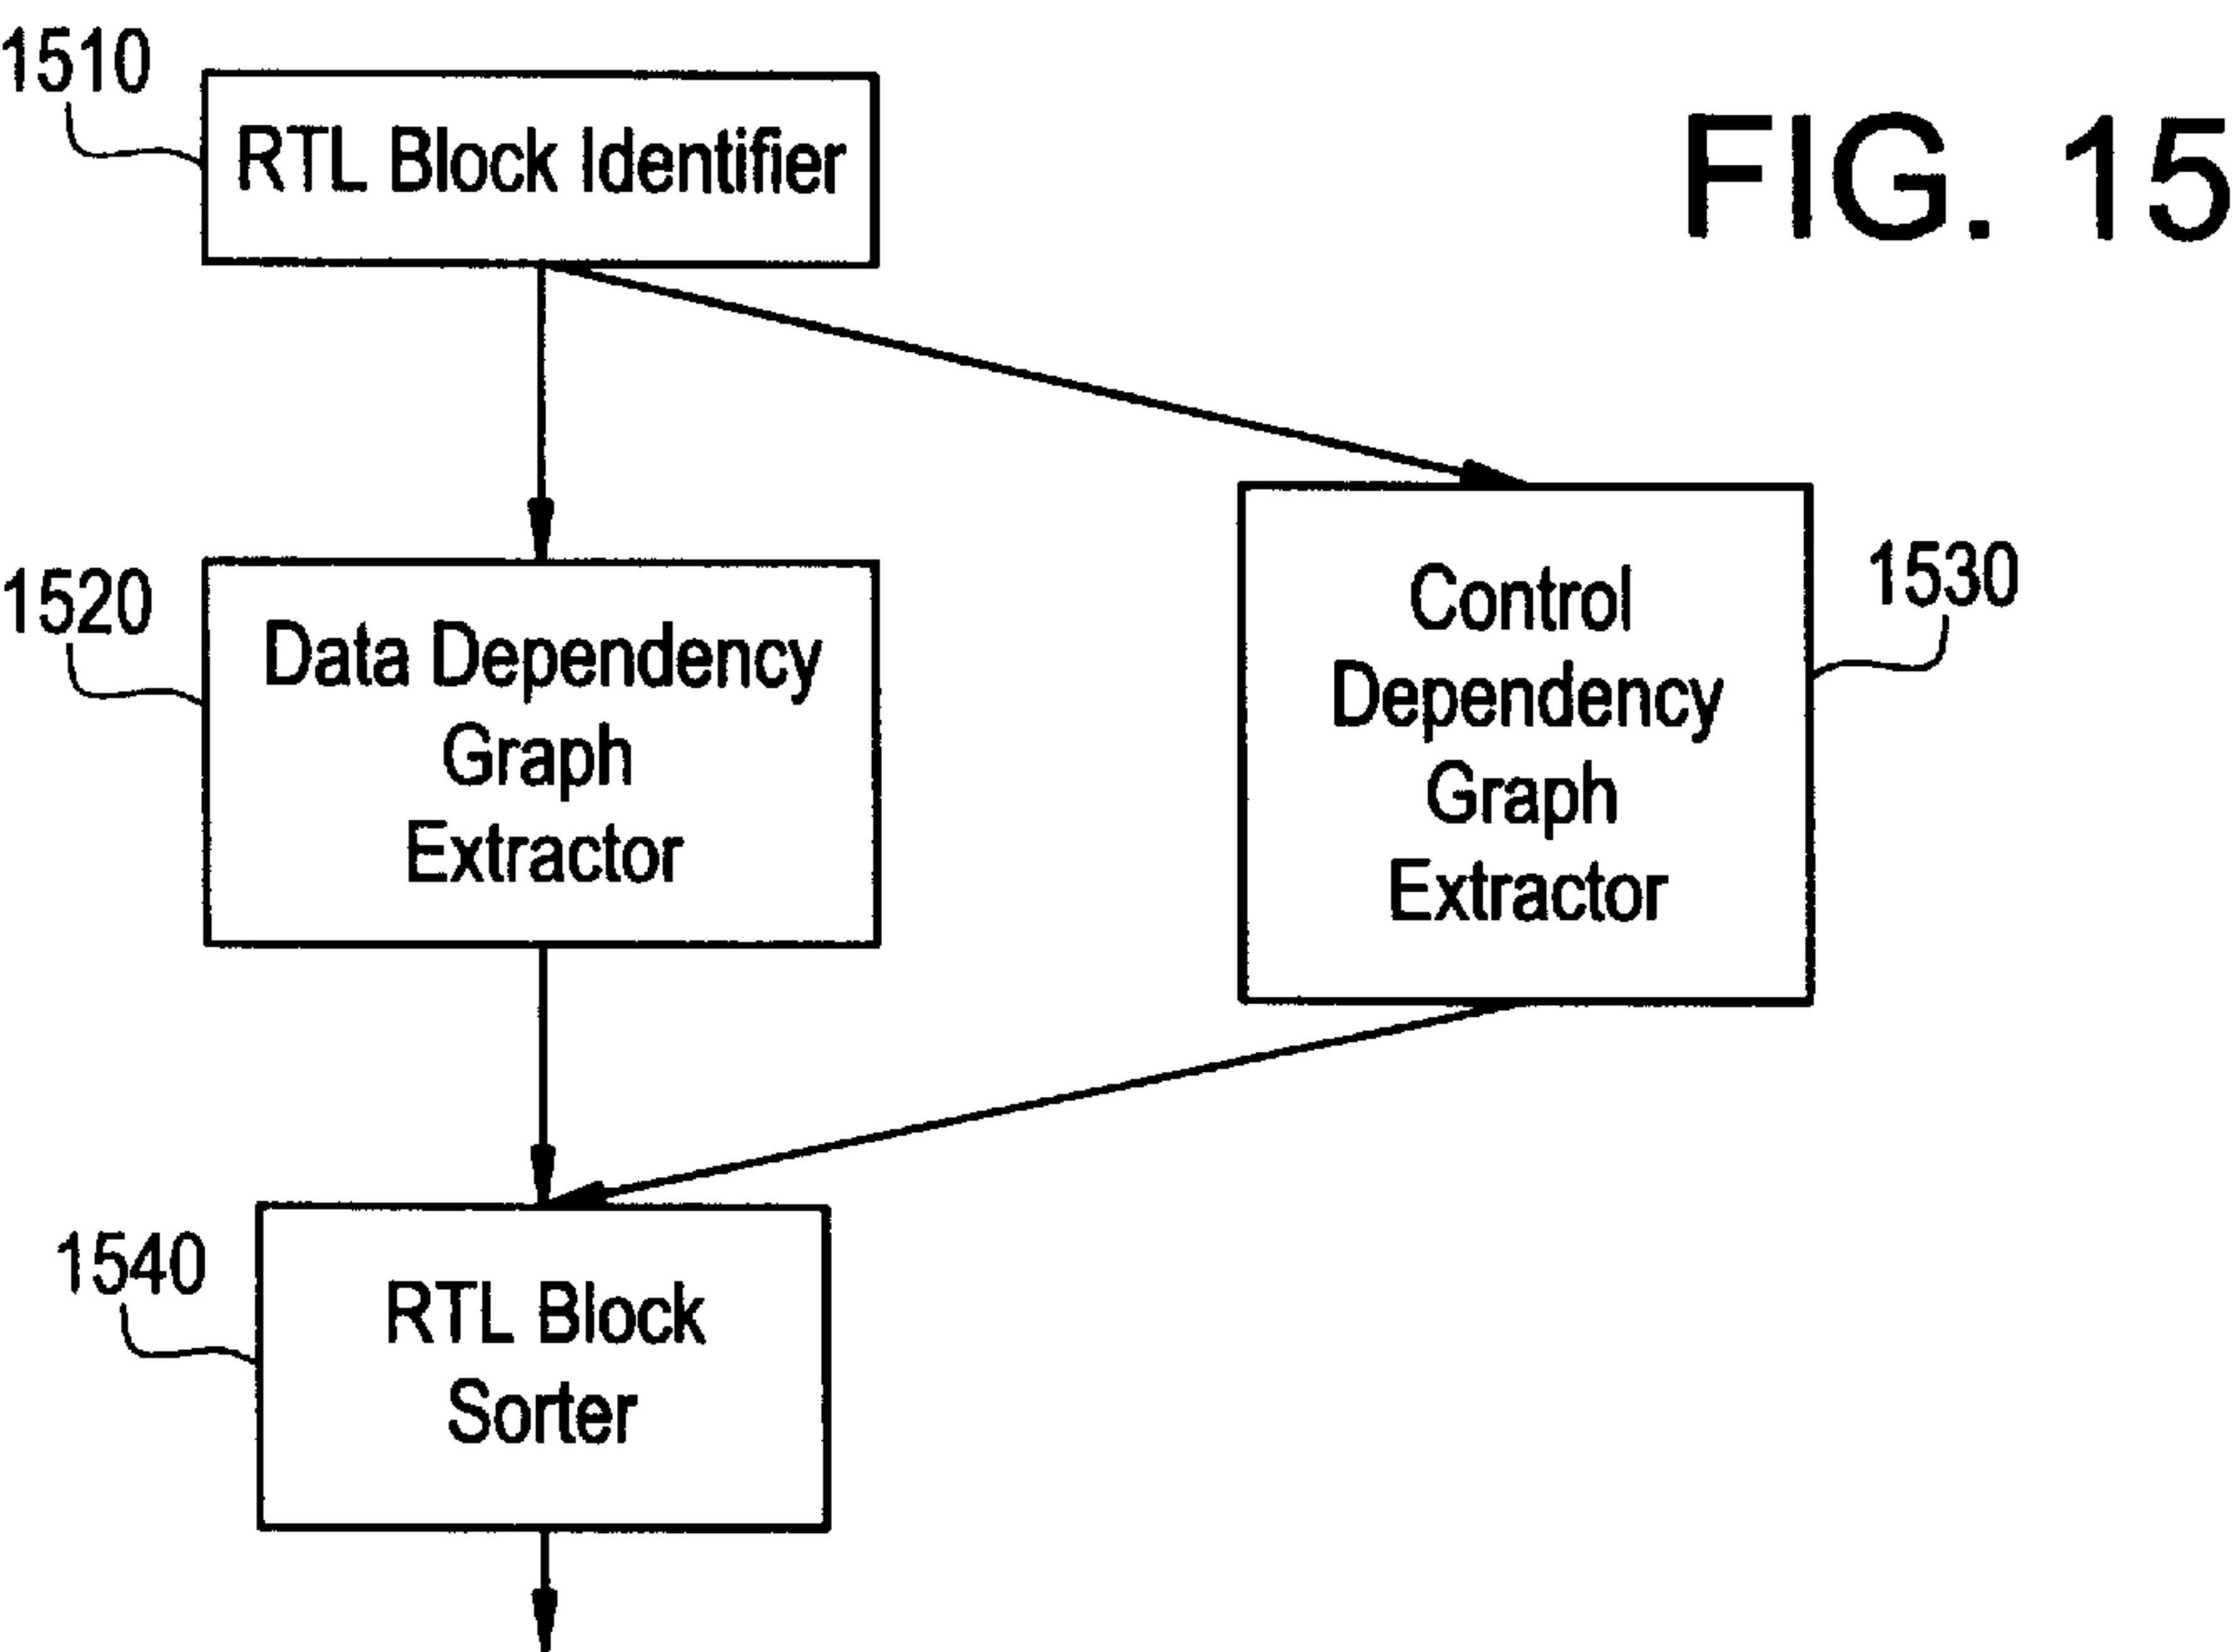 1510
RTL Block Identifier
FIG. 15
1520
Data Dependency
Graph
Extractor
Control
Dependency
Graph
Extractor
1530
1540
RTL Block
Sorter